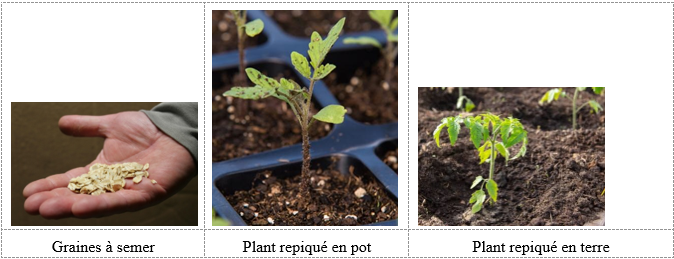 Graines à semer
Plant repiqué en pot
Plant repiqué en terre